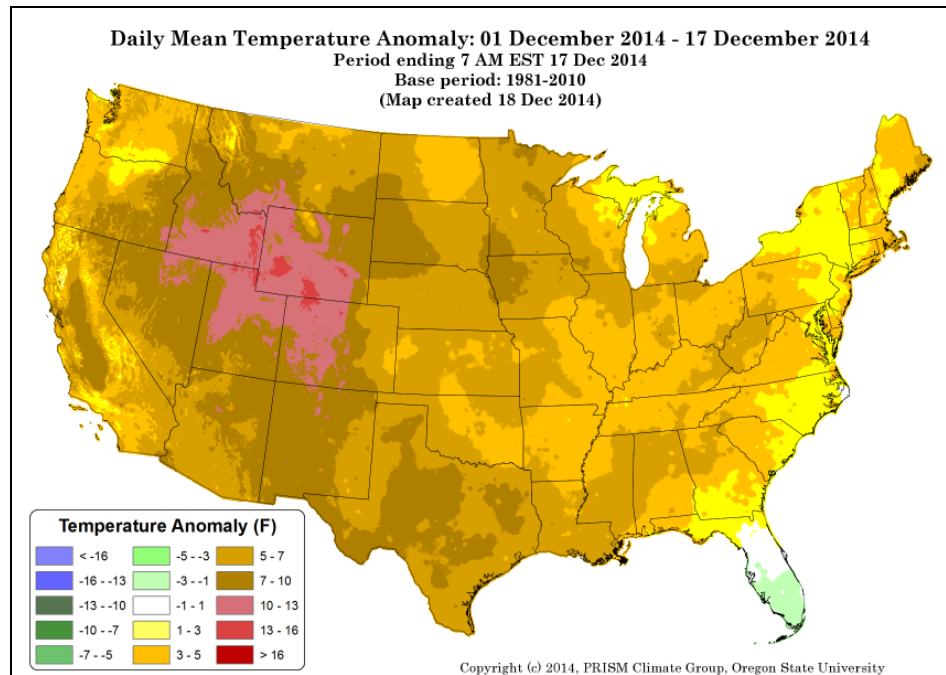 Daily Mean Temperature Anomaly: 01 December 2014 - 17 December 2014
Period ending 7 AM EST 17 Dec 2014
Base period: 1981-2010
(Map created 18 Dec 2014)
Temperature Anomaly (F)
< -16
-16 - -13
-13 - -10
-10 - -7
-7 - -5
-5 - -3
-3 - -1
-1 - 1
1 - 3
3 - 5
5 - 7
7 - 10
10 - 13
13 - 16
> 16
Copyright (c) 2014, PRISM Climate Group, Oregon State University